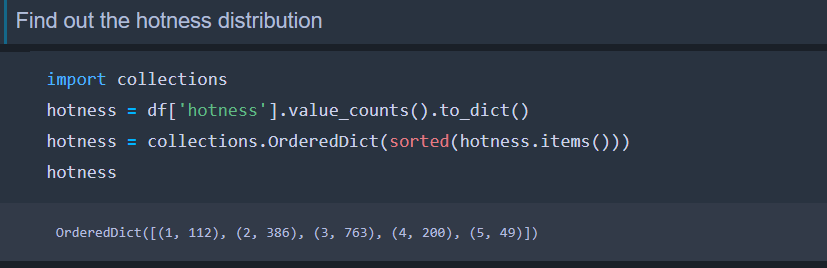 Find out the hotness distribution
import collections
hotness = df['hotness'].value_counts().to_dict()
hotness = collections.OrderedDict(sorted(hotness.items()))
hotness
OrderedDict([(1, 112), (2, 386), (3, 763), (4, 200), (5, 49)])